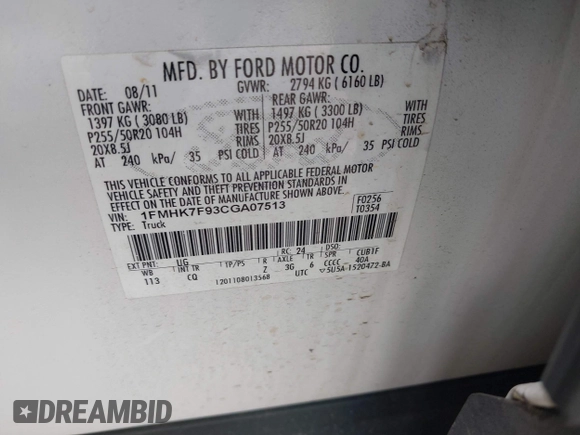 MFD. BY FORD MOTOR CO.
DATE: 08/11
GVWR: 2794 KG ( 6160 LB)
FRONT GAWR: REAR GAWR:
1397 KG ( 3080 LB) WITH 1497 KG ( 3300 LB) WITH
P255/50R20 104H TIRES P255/50R20 104H TIRES
20X8.5J RIMS 20X8.5J RIMS
AT 240 kPa/ 35 PSI COLD AT 240 kPa/ 35 PSI COLD
THIS VEHICLE CONFORMS TO ALL APPLICABLE FEDERAL MOTOR
VEHICLE SAFETY AND THEFT PREVENTION STANDARDS IN
EFFECT ON THE DATE OF MANUFACTURE SHOWN ABOVE.
VIN: 1FMHK7F93CGA07513 F0256
TYPE: Truck T0354
EXT PNT: UG RC: 24 DSO:
WB INT TR TP/PS R AXLE TR SPR CUB1F
113 CQ Z 3G 6 CCCC 40A
1201108013568 UTC 5U5A-1520472-BA
DREAMBID